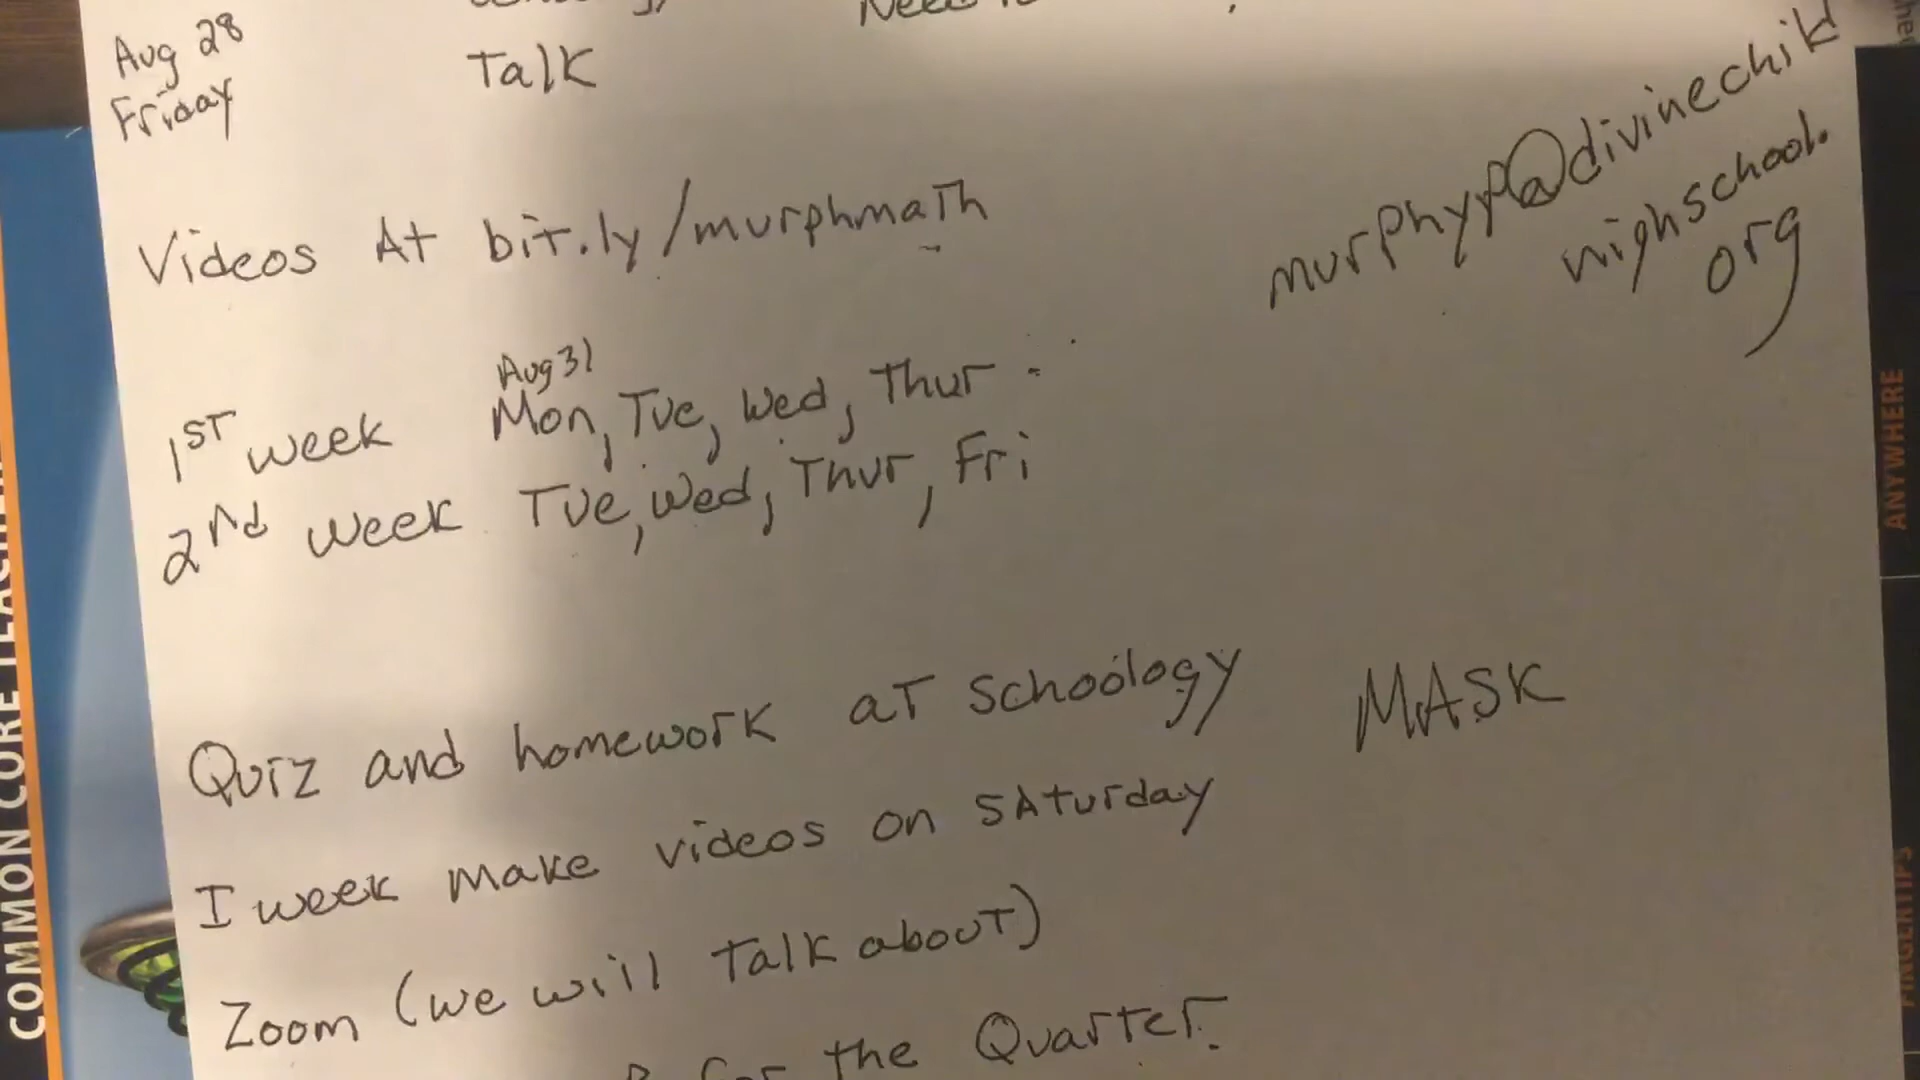 Aug 28
Friday
Talk
murphyp@divinechild
highschool.
org
Videos At bit.ly/murphmath
Aug 31
1ST week Mon, Tue, Wed, Thur
2nd week Tue, Wed, Thur, Fri
Quiz and homework at Schoology
MASK
I week make videos on Saturday
Zoom (we will Talk about)
for the Quarter.
COMMON CORE
ANYWHERE
FINGERTIPS